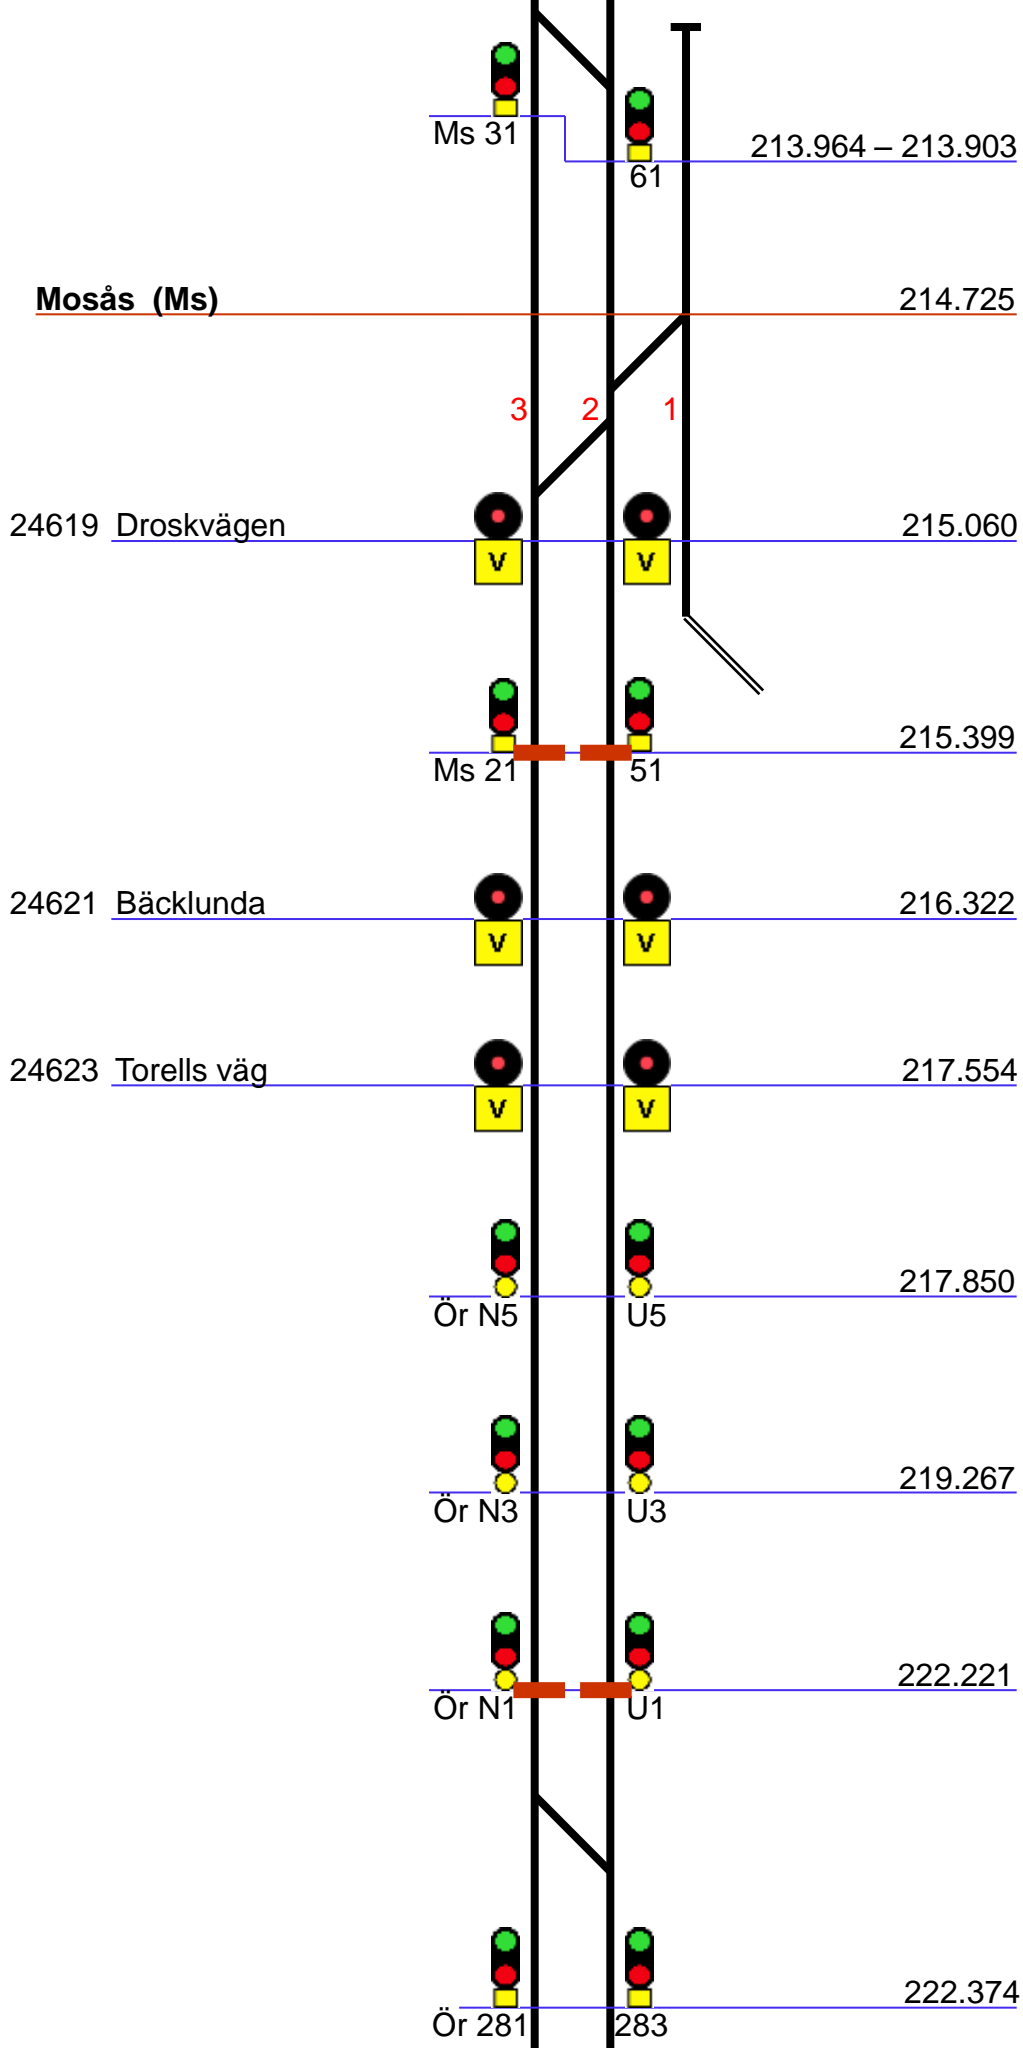 Ms 31
213.964 – 213.903
61
Mosås (Ms)
214.725
3 2 1
24619 Droskvägen
215.060
V V
Ms 21
51
215.399
24621 Bäcklunda
216.322
V V
24623 Torells väg
217.554
V V
Ör N5
U5
217.850
Ör N3
U3
219.267
Ör N1
U1
222.221
Ör 281
283
222.374